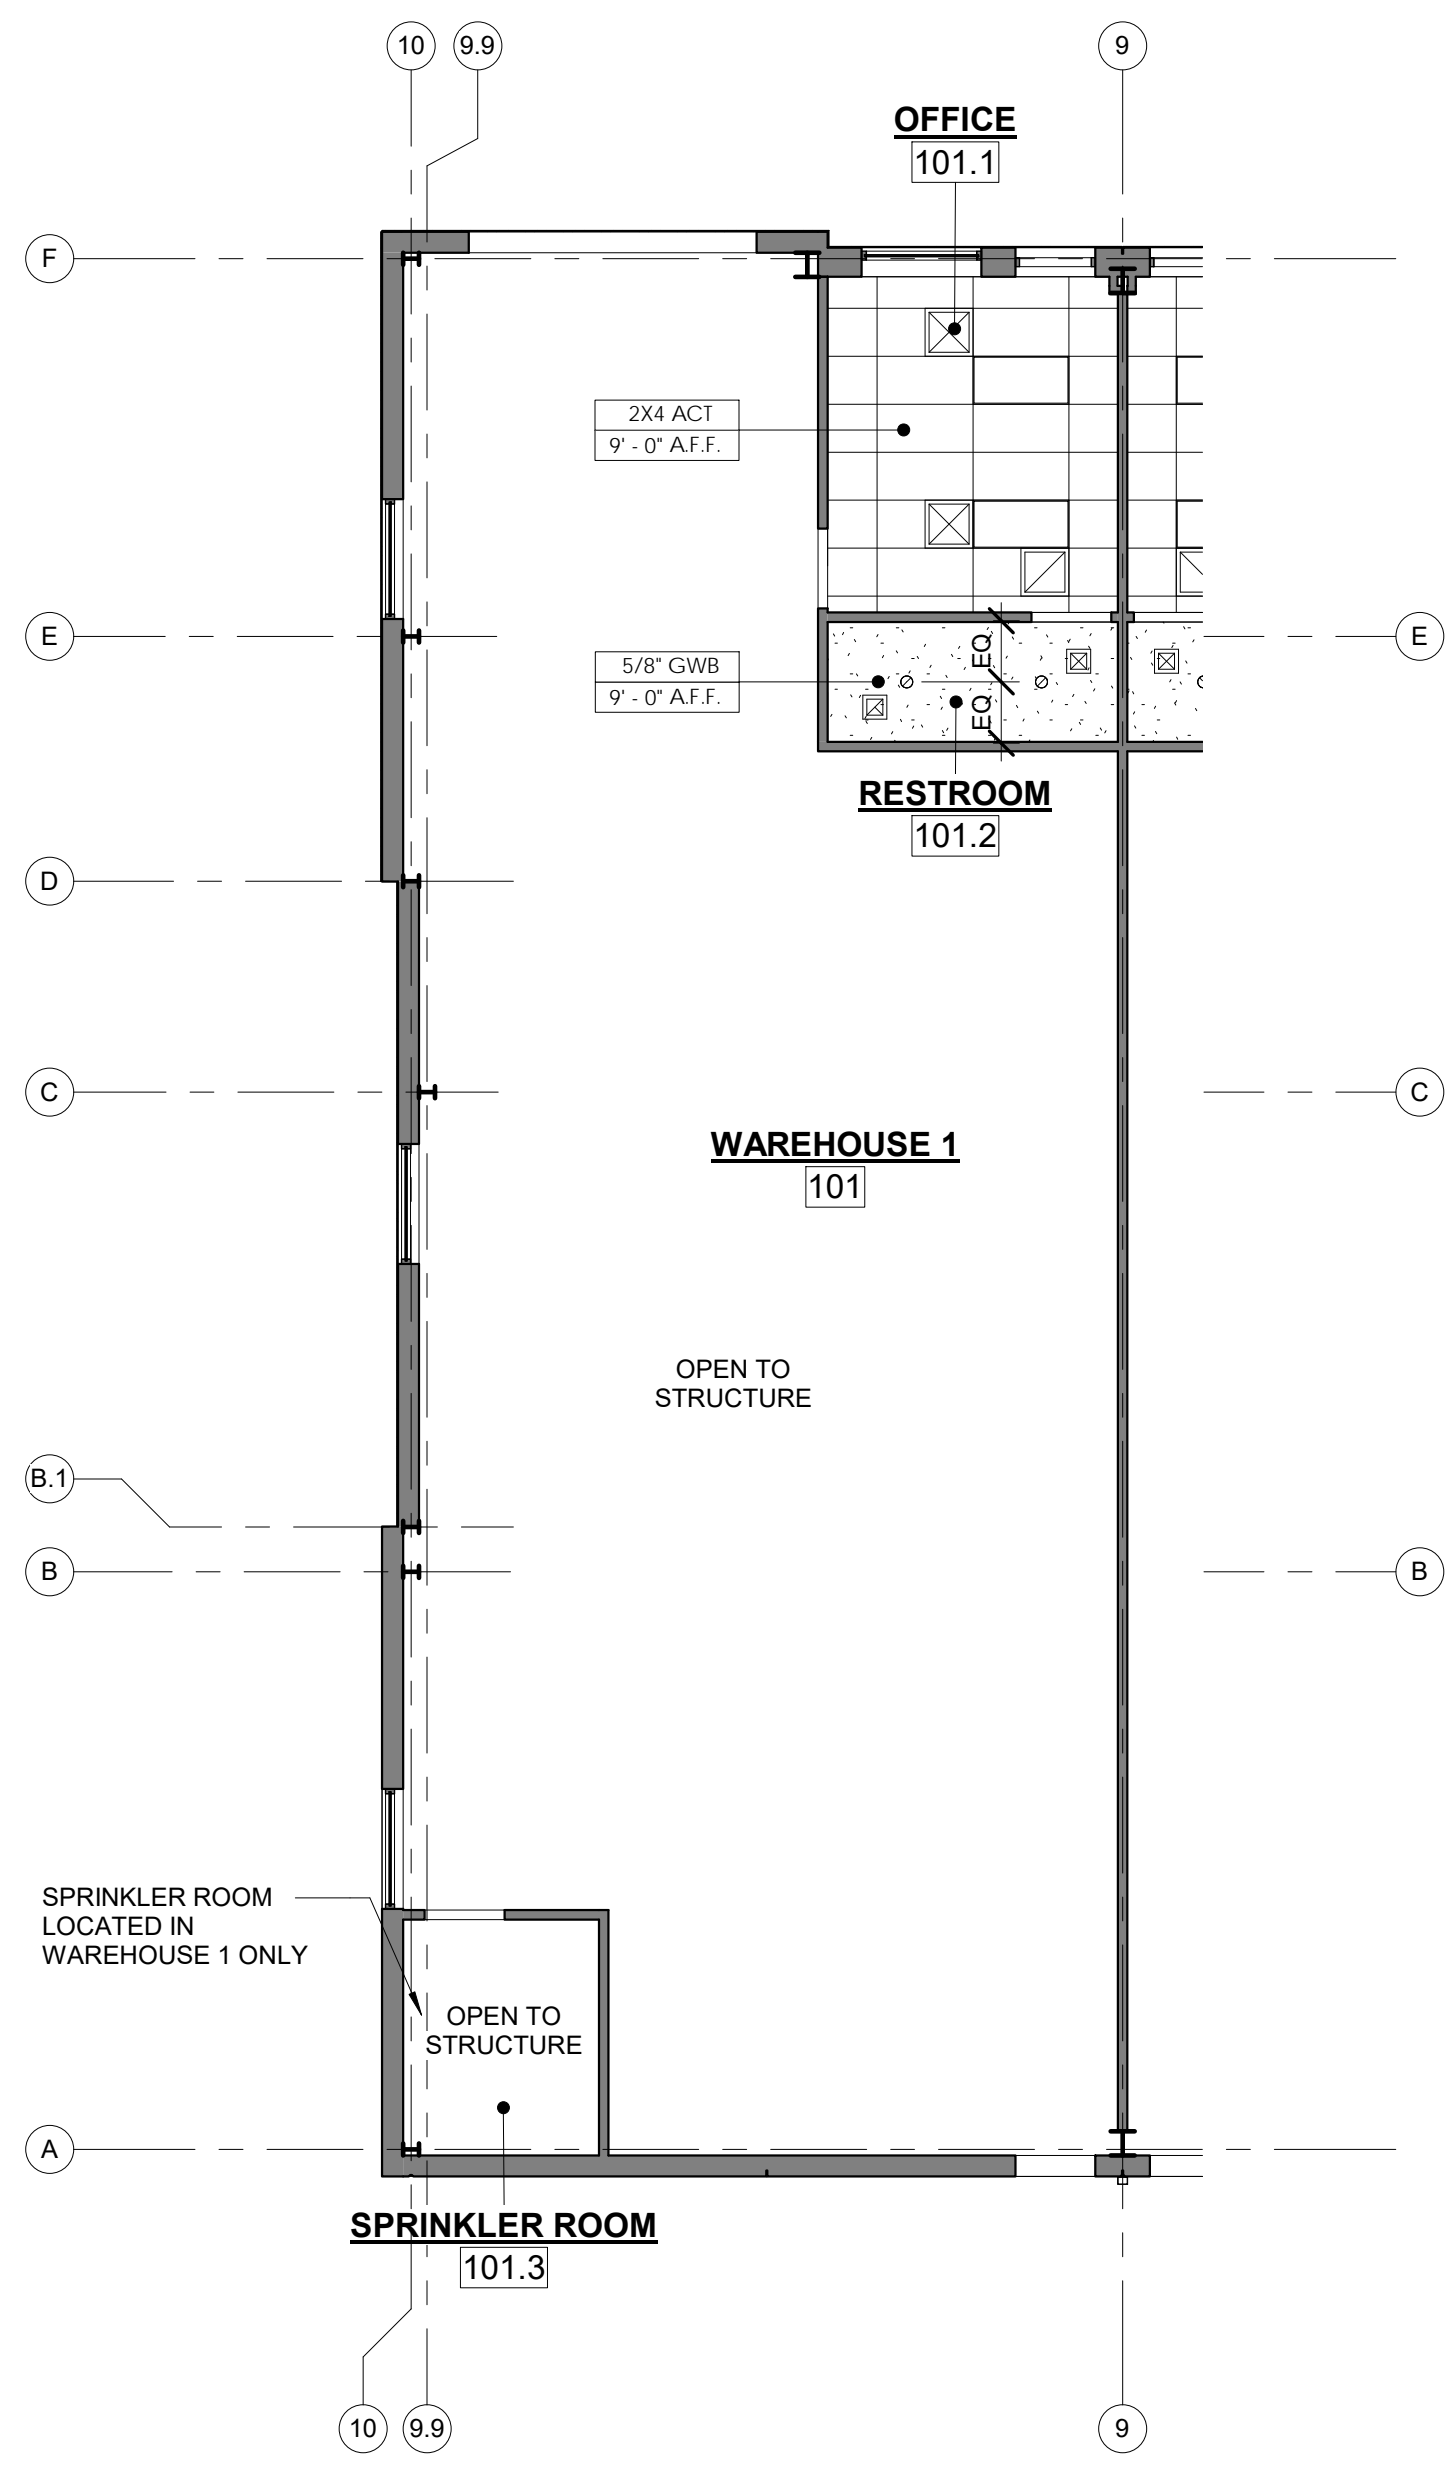 10
9.9
9
OFFICE
101.1
F
2X4 ACT
9' - 0" A.F.F.
E
E
5/8" GWB
9' - 0" A.F.F.
EQ
EQ
RESTROOM
101.2
D
C
C
WAREHOUSE 1
101
OPEN TO
STRUCTURE
B.1
B
B
SPRINKLER ROOM
LOCATED IN
WAREHOUSE 1 ONLY
OPEN TO
STRUCTURE
A
SPRINKLER ROOM
101.3
10
9.9
9